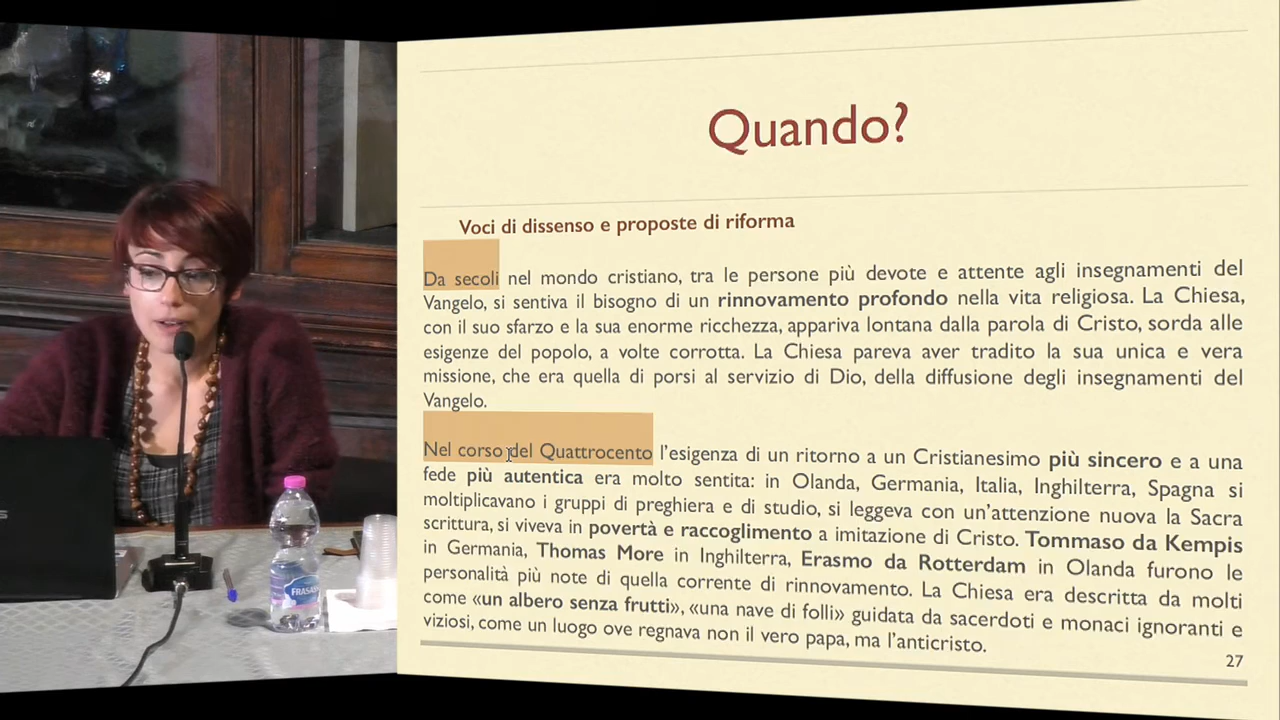 Quando?
Voci di dissenso e proposte di riforma
Da secoli nel mondo cristiano, tra le persone più devote e attente agli insegnamenti del
Vangelo, si sentiva il bisogno di un rinnovamento profondo nella vita religiosa. La Chiesa,
con il suo sfarzo e la sua enorme ricchezza, appariva lontana dalla parola di Cristo, sorda alle
esigenze del popolo, a volte corrotta. La Chiesa pareva aver tradito la sua unica e vera
missione, che era quella di porsi al servizio di Dio, della diffusione degli insegnamenti del
Vangelo.
Nel corso del Quattrocento l'esigenza di un ritorno a un Cristianesimo più sincero e a una
fede più autentica era molto sentita: in Olanda, Germania, Italia, Inghilterra, Spagna si
moltiplicavano i gruppi di preghiera e di studio, si leggeva con un'attenzione nuova la Sacra
scrittura, si viveva in povertà e raccoglimento a imitazione di Cristo. Tommaso da Kempis
in Germania, Thomas More in Inghilterra, Erasmo da Rotterdam in Olanda furono le
personalità più note di quella corrente di rinnovamento. La Chiesa era descritta da molti
come «un albero senza frutti», «una nave di folli» guidata da sacerdoti e monaci ignoranti e
viziosi, come un luogo ove regnava non il vero papa, ma l'anticristo.
27